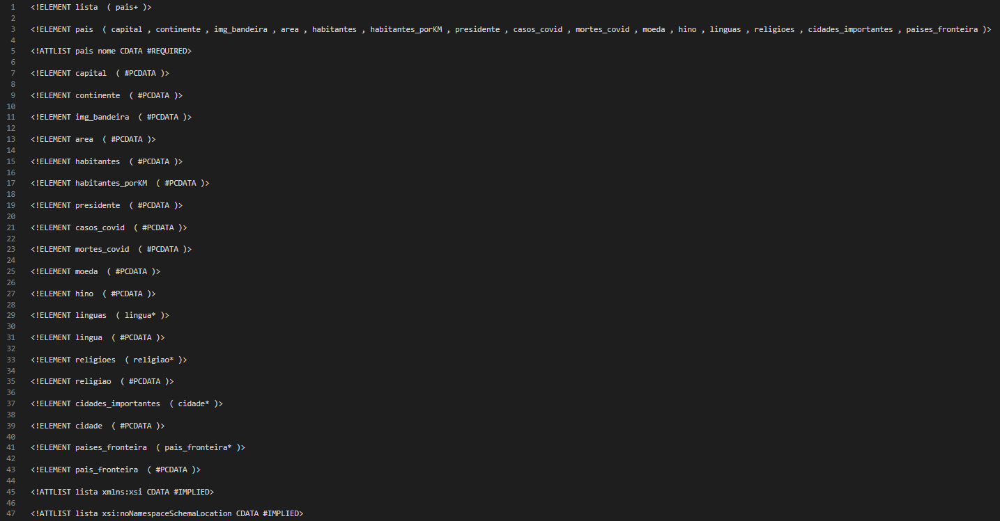 1 <!ELEMENT lista  ( pais+ )>
2
3 <!ELEMENT pais  ( capital , continente , img_bandeira , area , habitantes , habitantes_porKM , presidente , casos_covid , mortes_covid , moeda , hino , linguas , religioes , cidades_importantes , paises_fronteira )>
4
5 <!ATTLIST pais nome CDATA #REQUIRED>
6
7 <!ELEMENT capital  ( #PCDATA )>
8
9 <!ELEMENT continente  ( #PCDATA )>
10
11 <!ELEMENT img_bandeira  ( #PCDATA )>
12
13 <!ELEMENT area  ( #PCDATA )>
14
15 <!ELEMENT habitantes  ( #PCDATA )>
16
17 <!ELEMENT habitantes_porKM  ( #PCDATA )>
18
19 <!ELEMENT presidente  ( #PCDATA )>
20
21 <!ELEMENT casos_covid  ( #PCDATA )>
22
23 <!ELEMENT mortes_covid  ( #PCDATA )>
24
25 <!ELEMENT moeda  ( #PCDATA )>
26
27 <!ELEMENT hino  ( #PCDATA )>
28
29 <!ELEMENT linguas  ( lingua* )>
30
31 <!ELEMENT lingua  ( #PCDATA )>
32
33 <!ELEMENT religioes  ( religiao* )>
34
35 <!ELEMENT religiao  ( #PCDATA )>
36
37 <!ELEMENT cidades_importantes  ( cidade* )>
38
39 <!ELEMENT cidade  ( #PCDATA )>
40
41 <!ELEMENT paises_fronteira  ( pais_fronteira* )>
42
43 <!ELEMENT pais_fronteira  ( #PCDATA )>
44
45 <!ATTLIST lista xmlns:xsi CDATA #IMPLIED>
46
47 <!ATTLIST lista xsi:noNamespaceSchemaLocation CDATA #IMPLIED>